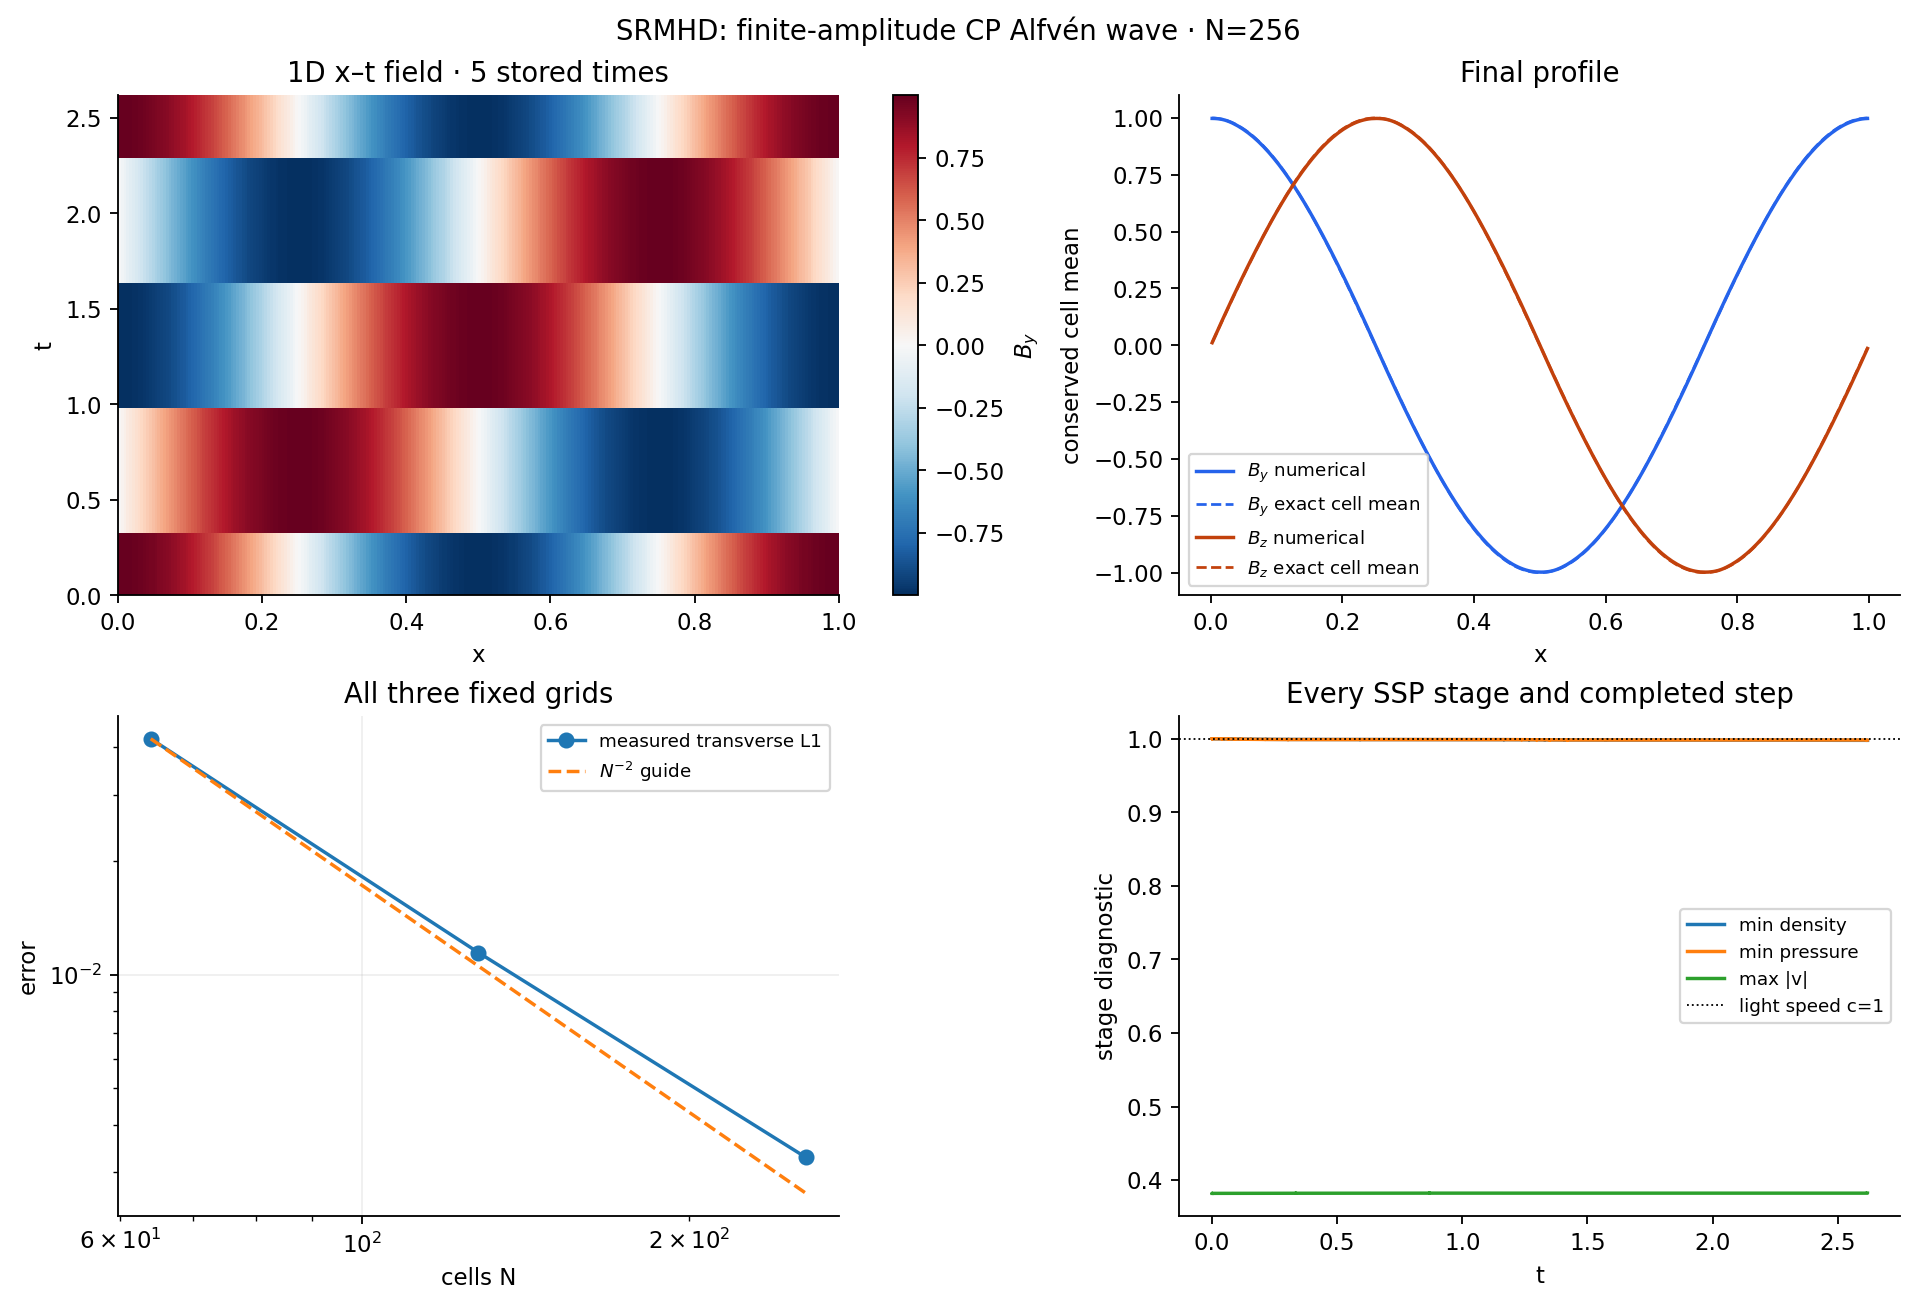 SRMHD: finite-amplitude CP Alfvén wave · N=256
1D x–t field · 5 stored times
2.5
2.0
1.5
1.0
0.5
0.0
t
0.0 0.2 0.4 0.6 0.8 1.0
x
0.75
0.50
0.25
0.00
−0.25
−0.50
−0.75
B_y
Final profile
1.00
0.75
0.50
0.25
0.00
−0.25
−0.50
−0.75
−1.00
conserved cell mean
B_y numerical
B_y exact cell mean
B_z numerical
B_z exact cell mean
0.0 0.2 0.4 0.6 0.8 1.0
x
All three fixed grids
measured transverse L1
N⁻² guide
10⁻²
error
6 × 10¹ 10² 2 × 10²
cells N
Every SSP stage and completed step
1.0
0.9
0.8
0.7
0.6
0.5
0.4
stage diagnostic
min density
min pressure
max |v|
light speed c=1
0.0 0.5 1.0 1.5 2.0 2.5
t